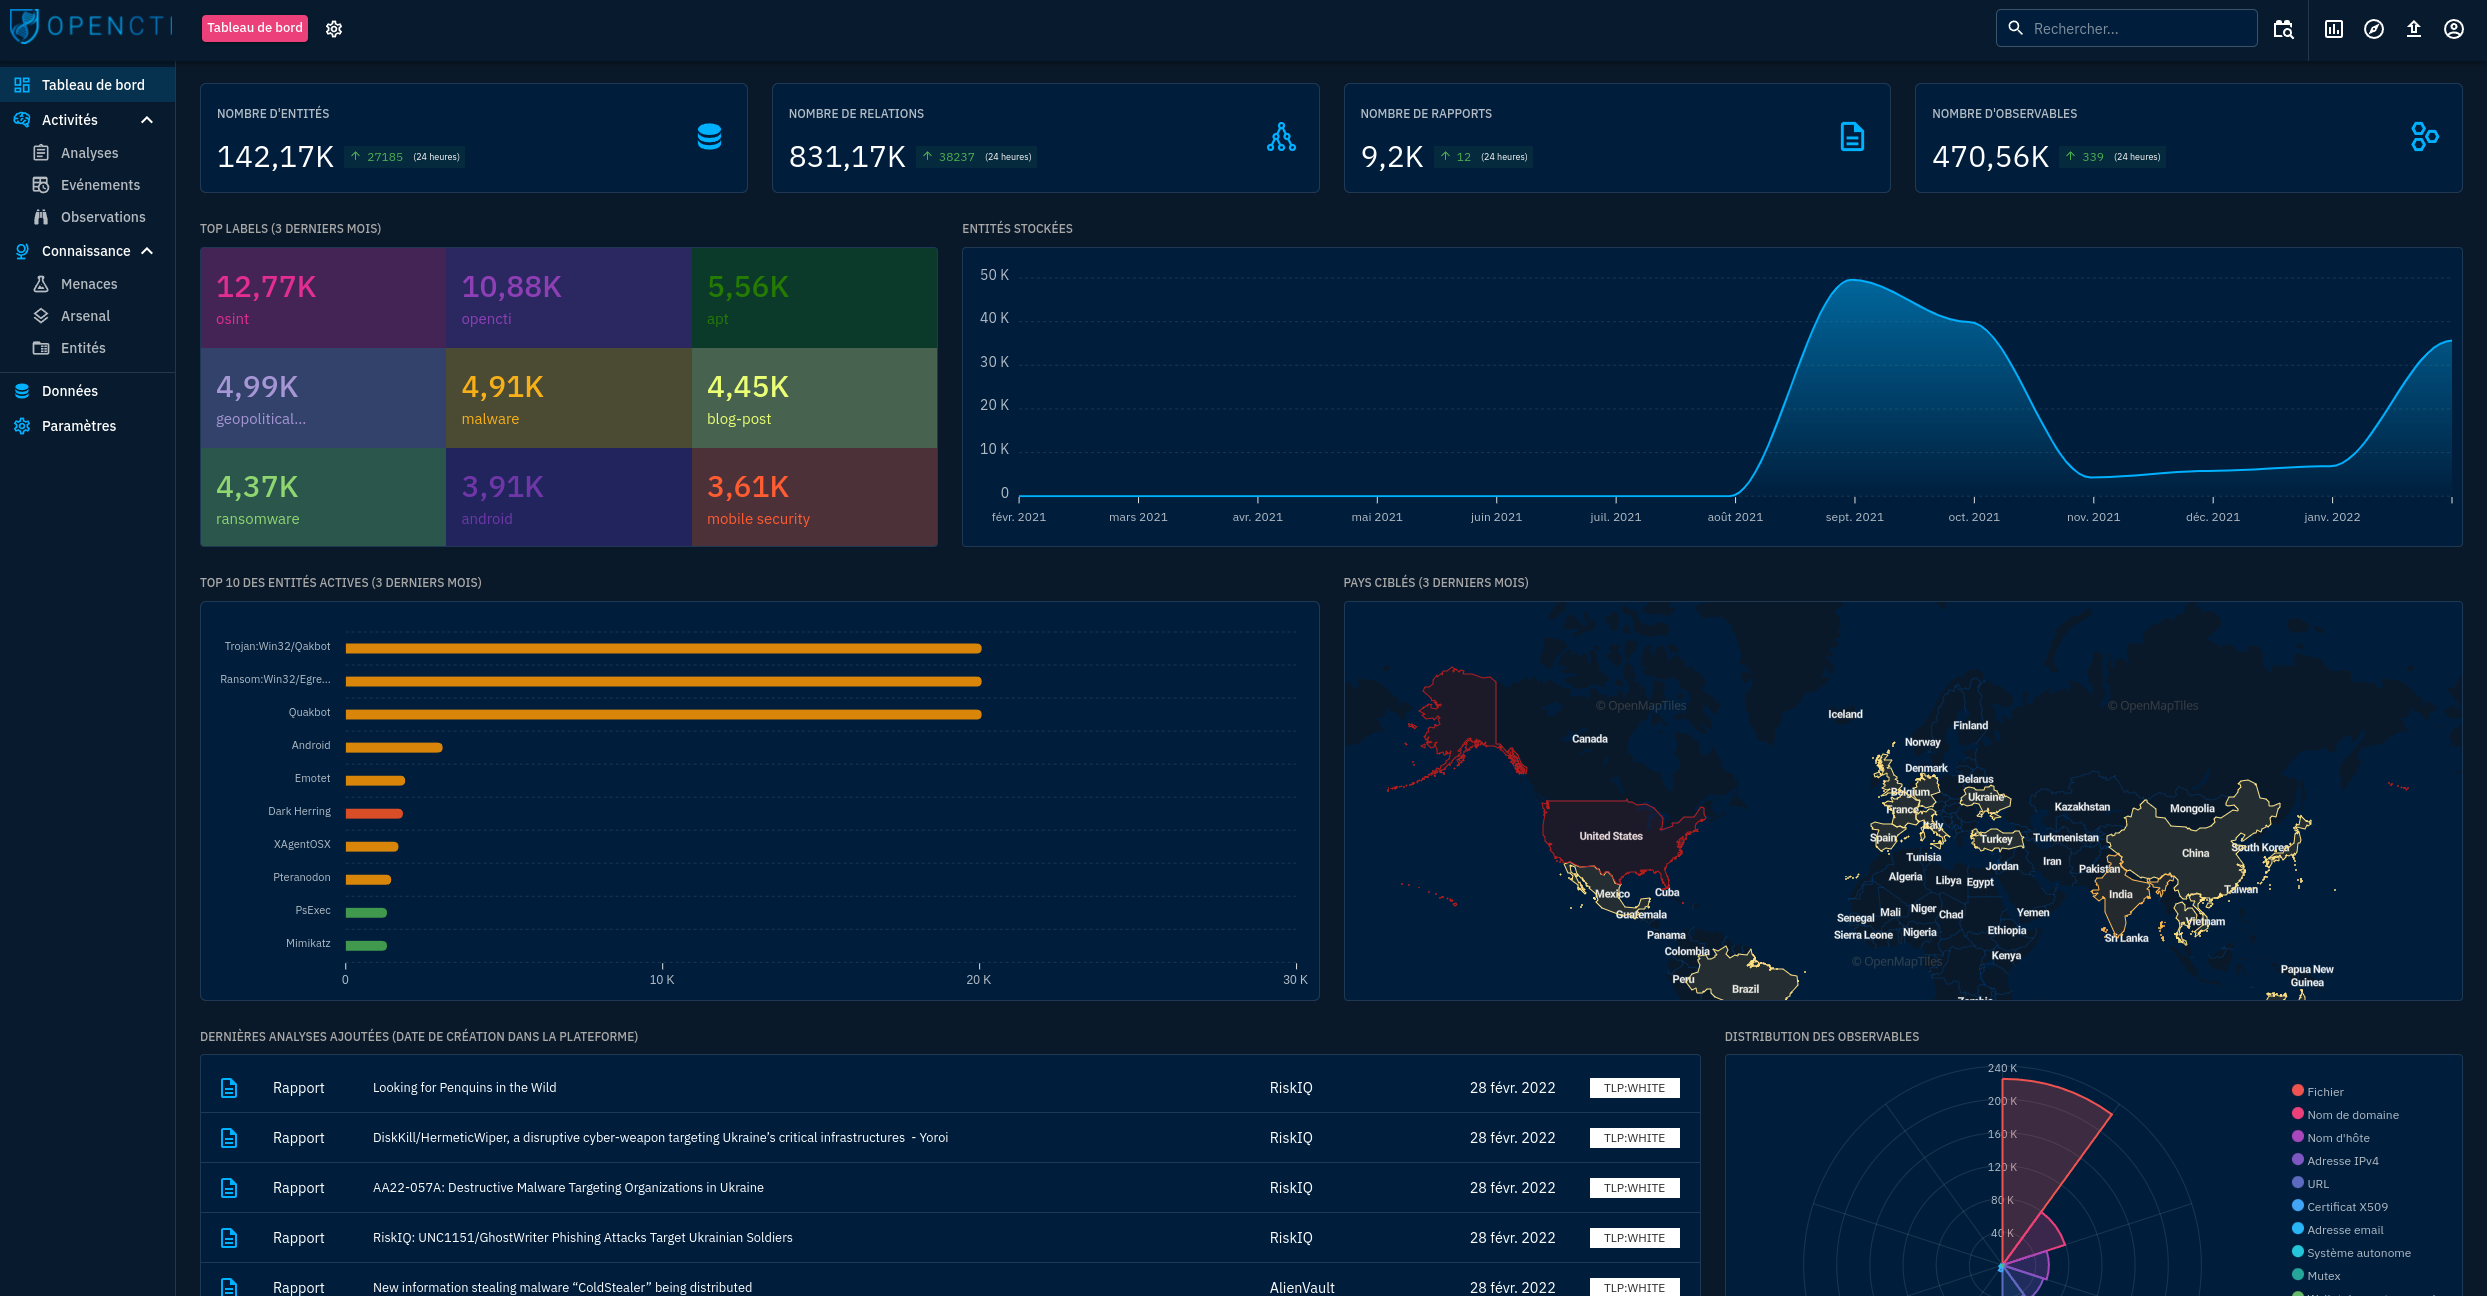 OPENCTI
Tableau de bord
Rechercher...
Tableau de bord
Activités
Analyses
Evénements
Observations
Connaissance
Menaces
Arsenal
Entités
Données
Paramètres
NOMBRE D'ENTITÉS
142,17K 27185 (24 heures)
NOMBRE DE RELATIONS
831,17K 38237 (24 heures)
NOMBRE DE RAPPORTS
9,2K 12 (24 heures)
NOMBRE D'OBSERVABLES
470,56K 339 (24 heures)
TOP LABELS (3 DERNIERS MOIS)
12,77K
osint
10,88K
opencti
5,56K
apt
4,99K
geopolitical...
4,91K
malware
4,45K
blog-post
4,37K
ransomware
3,91K
android
3,61K
mobile security
ENTITÉS STOCKÉES
50 K
40 K
30 K
20 K
10 K
0
févr. 2021 mars 2021 avr. 2021 mai 2021 juin 2021 juil. 2021 août 2021 sept. 2021 oct. 2021 nov. 2021 déc. 2021 janv. 2022
TOP 10 DES ENTITÉS ACTIVES (3 DERNIERS MOIS)
Trojan:Win32/Qakbot
Ransom:Win32/Egre...
Quakbot
Android
Emotet
Dark Herring
XAgentOSX
Pteranodon
PsExec
Mimikatz
0 10 K 20 K 30 K
PAYS CIBLÉS (3 DERNIERS MOIS)
© OpenMapTiles
© OpenMapTiles
Iceland
Finland
Canada
Norway
Denmark
Belarus
Belgium
Ukraine
France
Kazakhstan
Mongolia
Italy
United States
Spain
Turkey
Turkmenistan
South Korea
China
Tunisia
Jordan
Iran
Pakistan
Algeria
Libya
Egypt
Mexico
Cuba
India
Taiwan
Guatemala
Senegal
Mali
Niger
Chad
Yemen
Vietnam
Panama
Sierra Leone
Nigeria
Ethiopia
Sri Lanka
Colombia
Kenya
© OpenMapTiles
Peru
Brazil
Papua New
Guinea
Zambia
DERNIÈRES ANALYSES AJOUTÉES (DATE DE CRÉATION DANS LA PLATEFORME)
Rapport Looking for Penquins in the Wild RiskIQ 28 févr. 2022 TLP:WHITE
Rapport DiskKill/HermeticWiper, a disruptive cyber-weapon targeting Ukraine’s critical infrastructures - Yoroi RiskIQ 28 févr. 2022 TLP:WHITE
Rapport AA22-057A: Destructive Malware Targeting Organizations in Ukraine RiskIQ 28 févr. 2022 TLP:WHITE
Rapport RiskIQ: UNC1151/GhostWriter Phishing Attacks Target Ukrainian Soldiers RiskIQ 28 févr. 2022 TLP:WHITE
Rapport New information stealing malware “ColdStealer” being distributed AlienVault 28 févr. 2022 TLP:WHITE
DISTRIBUTION DES OBSERVABLES
240 K
200 K
160 K
120 K
80 K
40 K
Fichier
Nom de domaine
Nom d'hôte
Adresse IPv4
URL
Certificat X509
Adresse email
Système autonome
Mutex